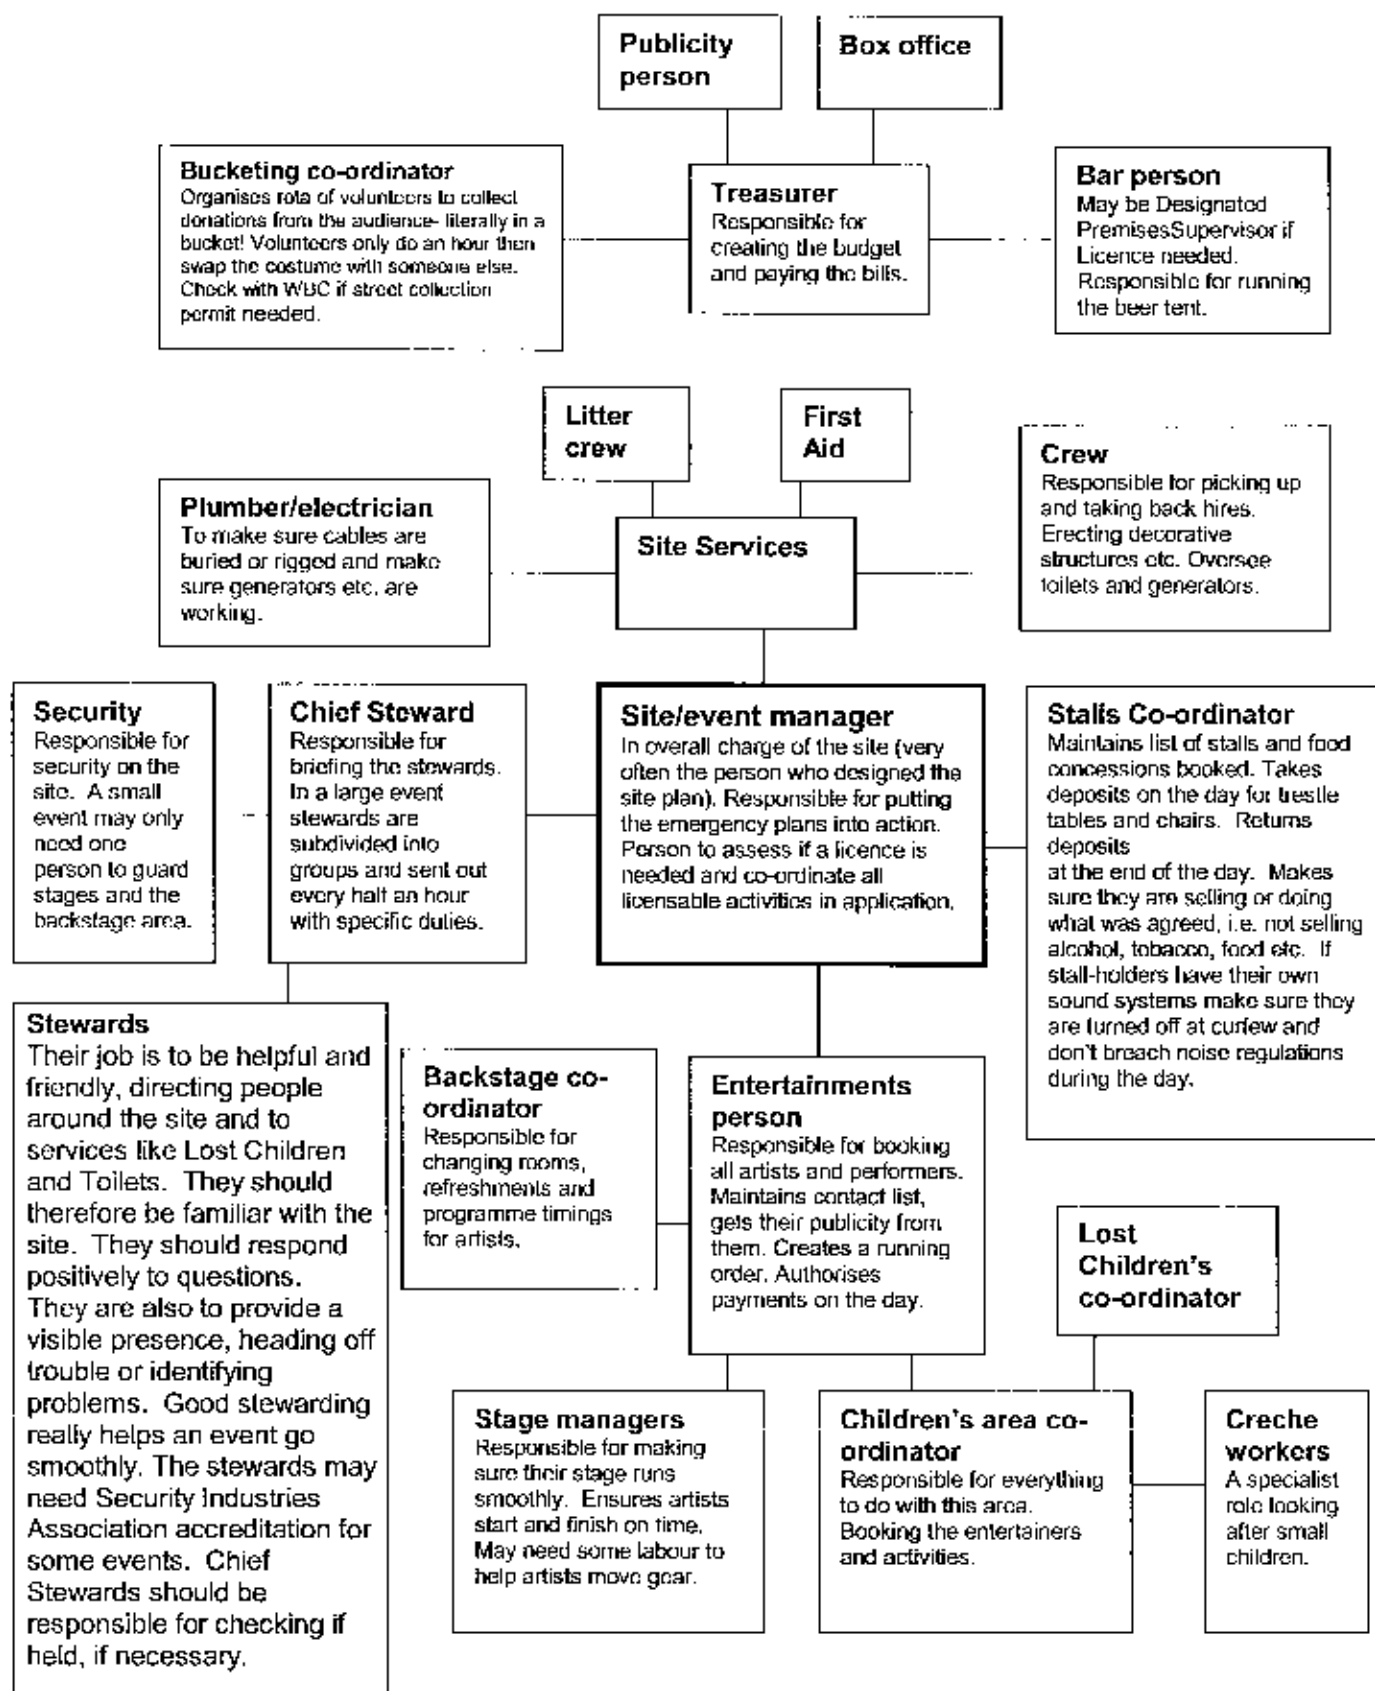 Publicity
person
Box office
Bucketing co-ordinator
Organises rota of volunteers to collect
donations from the audience- literally in a
bucket! Volunteers only do an hour then
swap the costume with someone else.
Check with WBC if street collection
permit needed.
Treasurer
Responsible for
creating the budget
and paying the bills.
Bar person
May be Designated
PremisesSupervisor if
Licence needed.
Responsible for running
the beer tent.
Litter
crew
First
Aid
Crew
Responsible for picking up
and taking back hires.
Erecting decorative
structures etc. Oversee
toilets and generators.
Plumber/electrician
To make sure cables are
buried or rigged and make
sure generators etc. are
working.
Site Services
Security
Responsible for
security on the
site. A small
event may only
need one
person to guard
stages and the
backstage area.
Chief Steward
Responsible for
briefing the stewards.
In a large event
stewards are
subdivided into
groups and sent out
every half an hour
with specific duties.
Site/event manager
In overall charge of the site (very
often the person who designed the
site plan). Responsible for putting
the emergency plans into action.
Person to assess if a licence is
needed and co-ordinate all
licensable activities in application.
Stalls Co-ordinator
Maintains list of stalls and food
concessions booked. Takes
deposits on the day for trestle
tables and chairs. Returns
deposits
at the end of the day. Makes
sure they are selling or doing
what was agreed, i.e. not selling
alcohol, tobacco, food etc. If
stall-holders have their own
sound systems make sure they
are turned off at curfew and
don't breach noise regulations
during the day.
Stewards
Their job is to be helpful and
friendly, directing people
around the site and to
services like Lost Children
and Toilets. They should
therefore be familiar with the
site. They should respond
positively to questions.
They are also to provide a
visible presence, heading off
trouble or identifying
problems. Good stewarding
really helps an event go
smoothly. The stewards may
need Security Industries
Association accreditation for
some events. Chief
Stewards should be
responsible for checking if
held, if necessary.
Backstage co-
ordinator
Responsible for
changing rooms,
refreshments and
programme timings
for artists.
Entertainments
person
Responsible for booking
all artists and performers.
Maintains contact list,
gets their publicity from
them. Creates a running
order. Authorises
payments on the day.
Lost
Children's
co-ordinator
Stage managers
Responsible for making
sure their stage runs
smoothly. Ensures artists
start and finish on time.
May need some labour to
help artists move gear.
Children's area co-
ordinator
Responsible for everything
to do with this area.
Booking the entertainers
and activities.
Creche
workers
A specialist
role looking
after small
children.